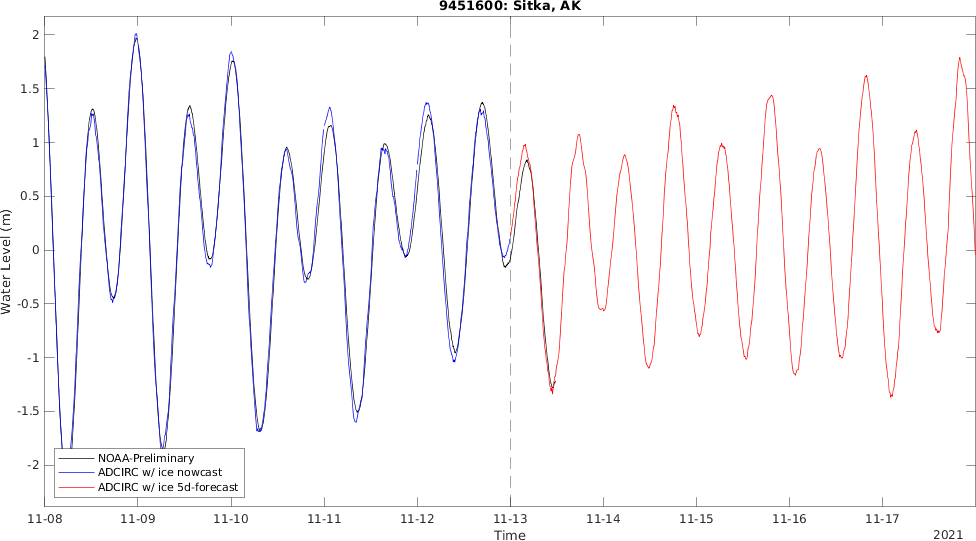 9451600: Sitka, AK
Water Level (m)
2
1.5
1
0.5
0
-0.5
-1
-1.5
-2
NOAA-Preliminary
ADCIRC w/ ice nowcast
ADCIRC w/ ice 5d-forecast
11-08 11-09 11-10 11-11 11-12 11-13 11-14 11-15 11-16 11-17
Time
2021